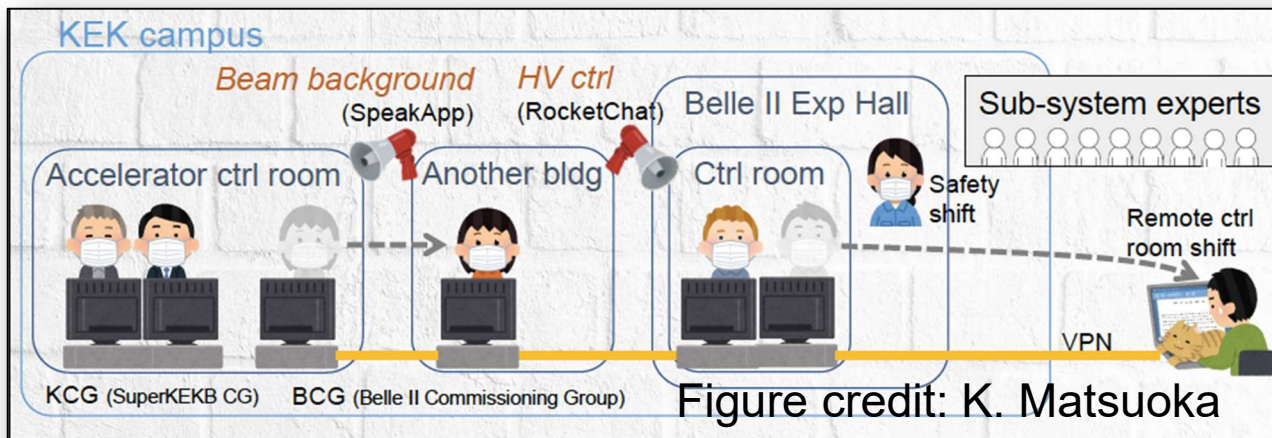 KEK campus
Beam background
(SpeakApp)
HV ctrl
(RocketChat)
Belle II Exp Hall
Sub-system experts
Accelerator ctrl room
Another bldg
Ctrl room
Safety
shift
Remote ctrl
room shift
VPN
KCG (SuperKEKB CG)
BCG (Belle II Commissioning Group)
Figure credit: K. Matsuoka